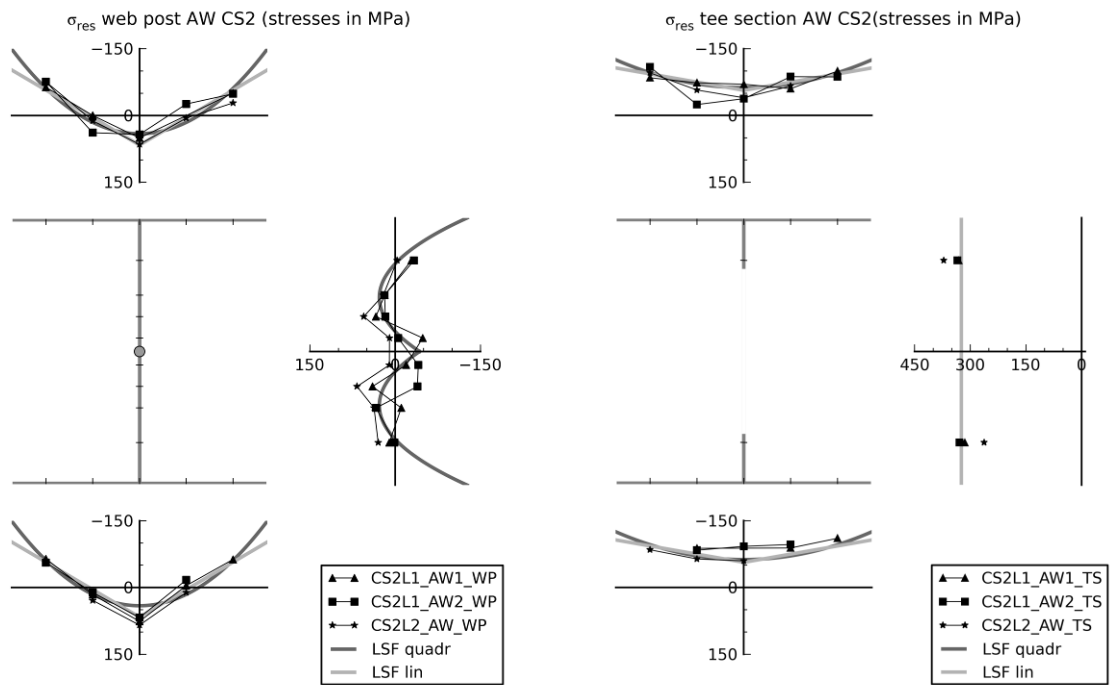 σres web post AW CS2 (stresses in MPa)
−150
0
150
150 0 −150
−150
0
150
CS2L1_AW1_WP
CS2L1_AW2_WP
CS2L2_AW_WP
LSF quadr
LSF lin
σres tee section AW CS2(stresses in MPa)
−150
0
150
450 300 150 0
−150
0
150
CS2L1_AW1_TS
CS2L1_AW2_TS
CS2L2_AW_TS
LSF quadr
LSF lin